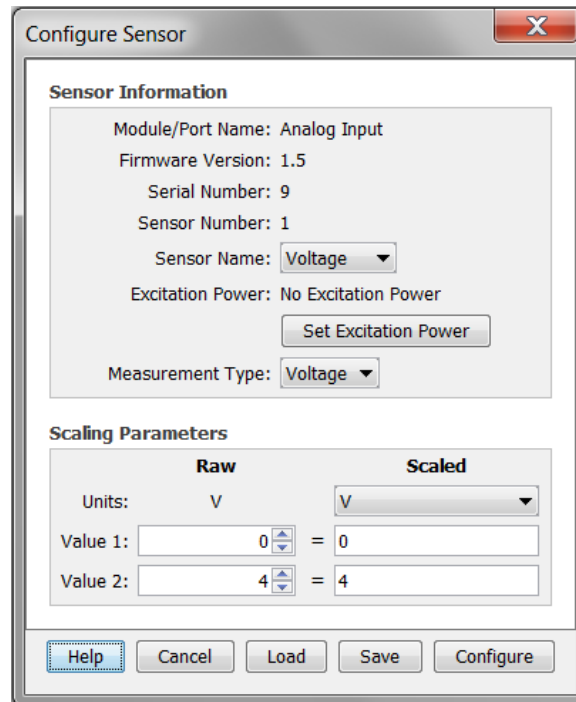 Configure Sensor
Sensor Information
Module/Port Name: Analog Input
Firmware Version: 1.5
Serial Number: 9
Sensor Number: 1
Sensor Name: Voltage
Excitation Power: No Excitation Power
Set Excitation Power
Measurement Type: Voltage
Scaling Parameters
Raw Scaled
Units: V V
Value 1: 0 = 0
Value 2: 4 = 4
Help Cancel Load Save Configure